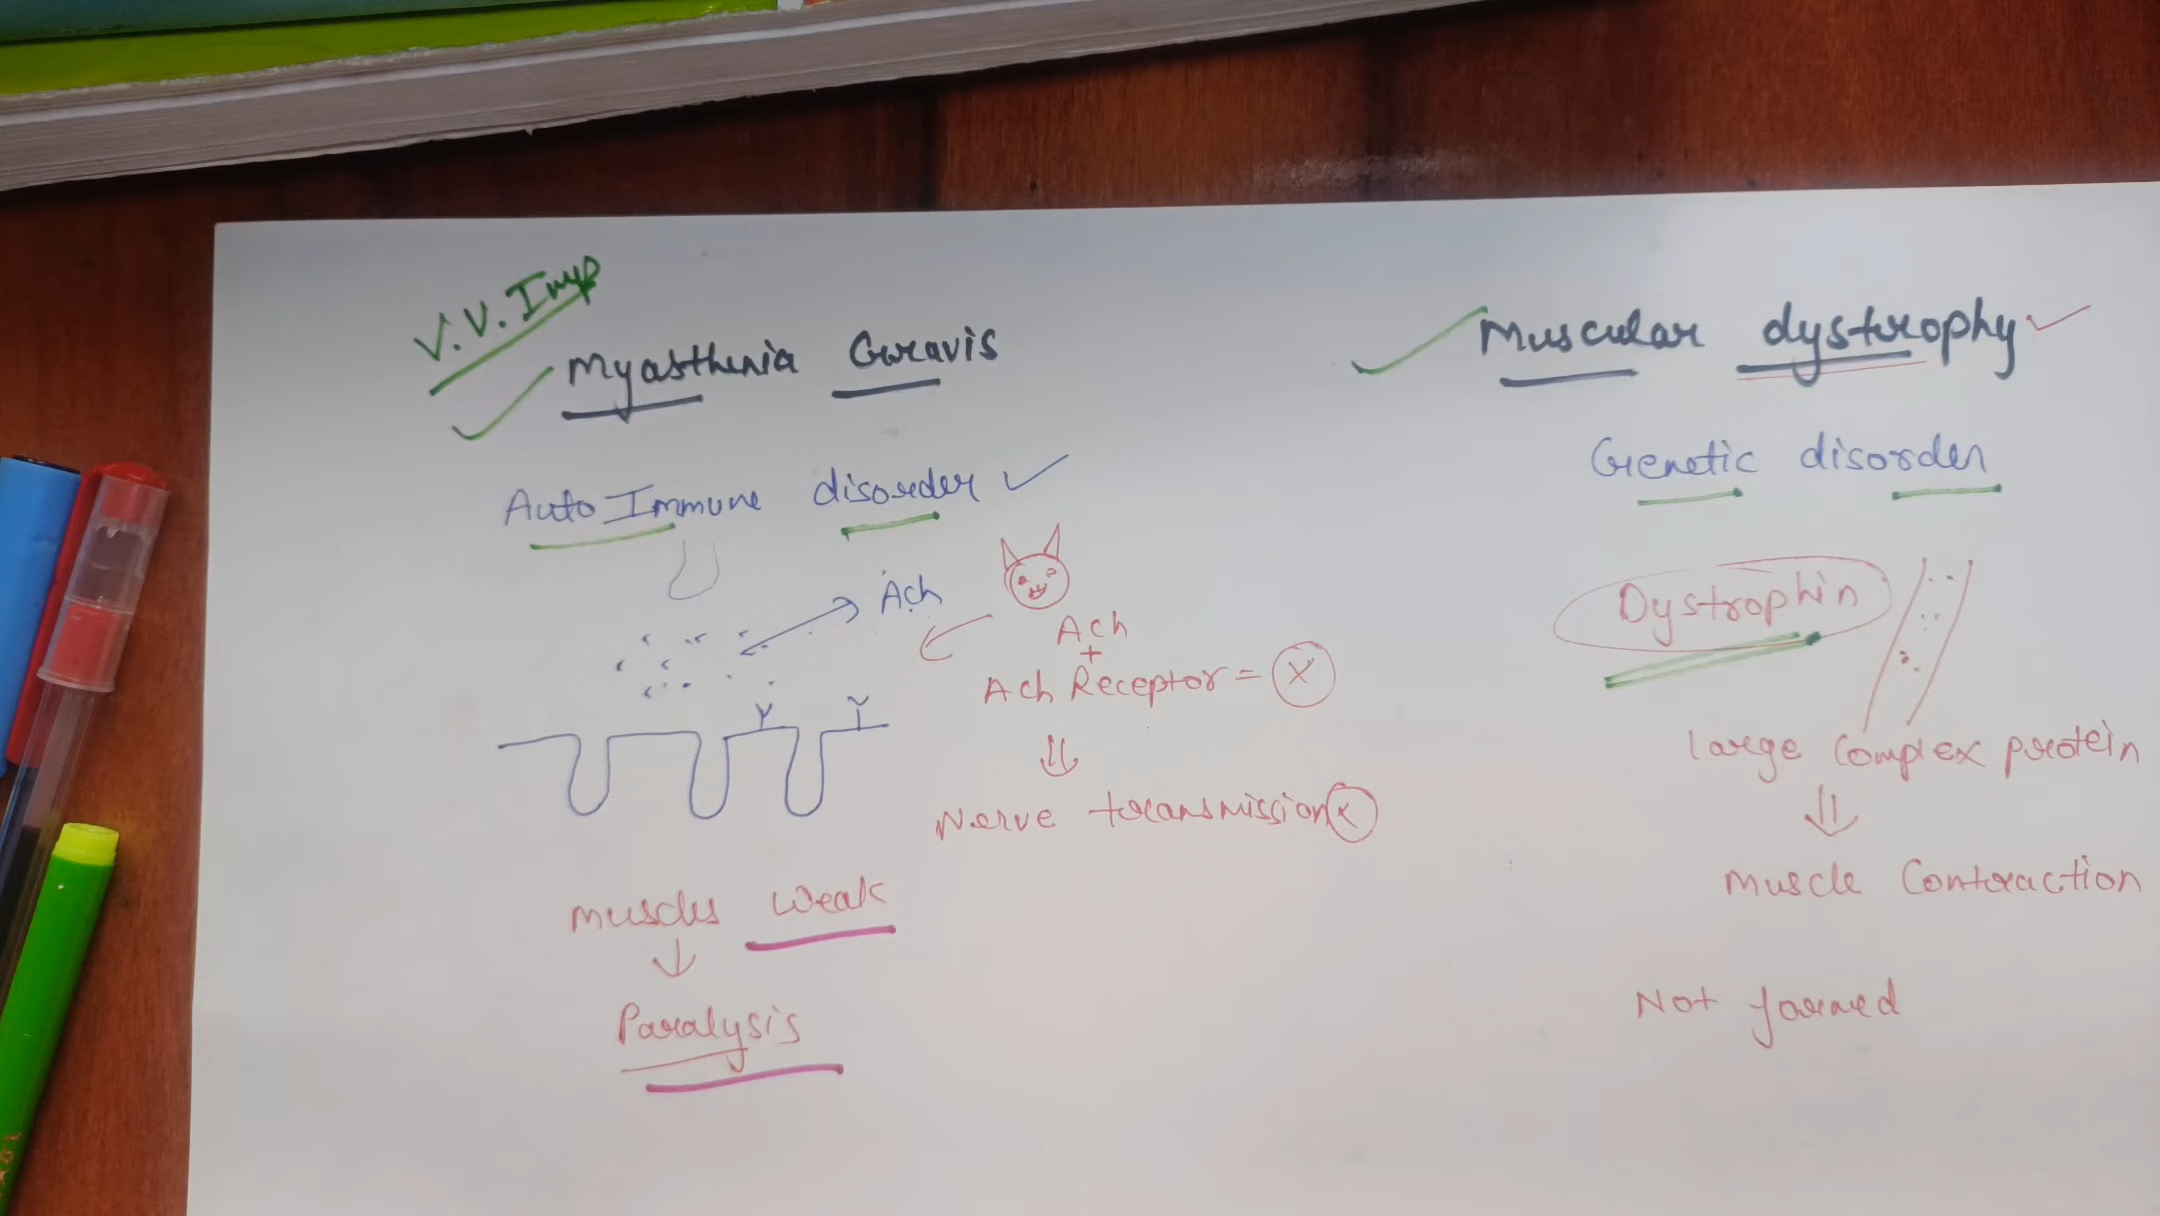 V.V. Imp
Myasthenia Gravis
Auto Immune disorder
Ach
Ach
+
Ach Receptor = X
Nerve transmission X
Muscles weak
Paralysis
Muscular dystrophy
Genetic disorder
Dystrophin
large Complex protein
Muscle Contraction
Not formed